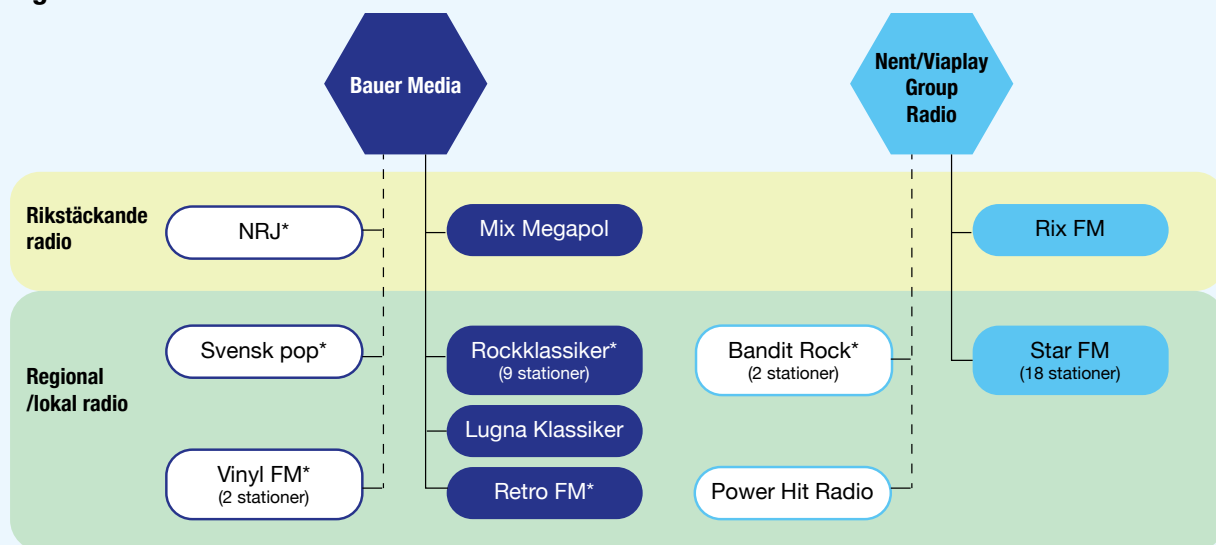 Bauer Media
Nent/Viaplay
Group
Radio
Rikstäckande
radio
NRJ*
Mix Megapol
Rix FM
Regional
/lokal radio
Svensk pop*
Rockklassiker*
(9 stationer)
Bandit Rock*
(2 stationer)
Star FM
(18 stationer)
Lugna Klassiker
Vinyl FM*
(2 stationer)
Retro FM*
Power Hit Radio